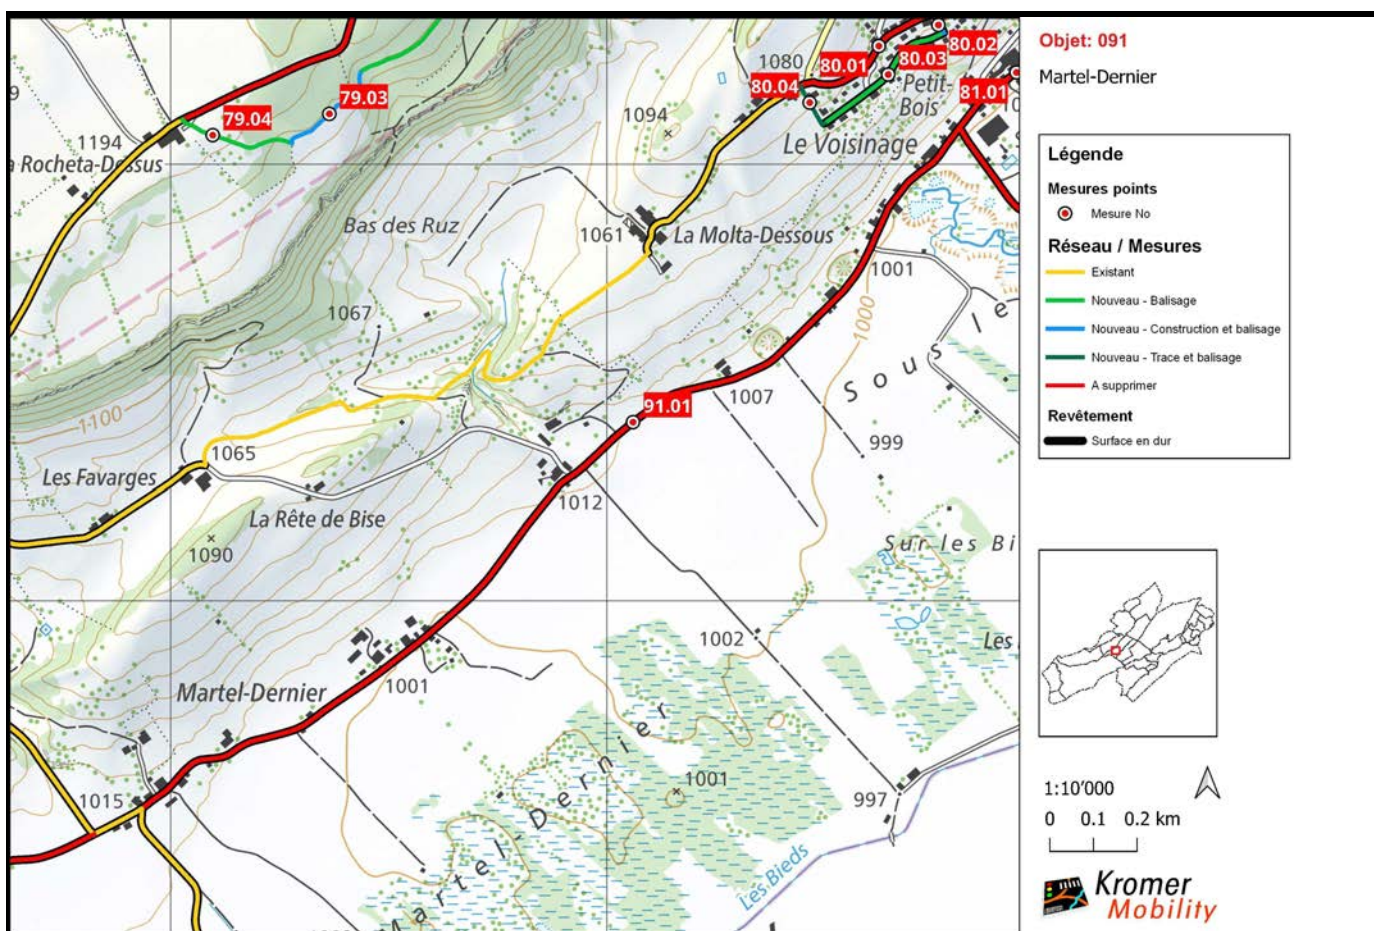 Objet: 091
Martel-Dernier
Légende
Mesures points
Mesure No
Réseau / Mesures
Existant
Nouveau - Balisage
Nouveau - Construction et balisage
Nouveau - Trace et balisage
A supprimer
Revêtement
Surface en dur
1:10'000
0 0.1 0.2 km
Kromer
Mobility
80.02
80.01
80.03
1080
80.04
Petit-
Bois
81.01
79.03
79.04
1094
1194
Le Voisinage
Rocheta-Dessus
Bas des Ruz
1061
La Molta-Dessous
1001
1000
1067
Sous le
1007
91.01
1100
999
1065
Les Favarges
1012
La Rête de Bise
1090
Sur les Bi
1002
Les
1001
Martel-Dernier
1001
997
1015
Martel-Dernier
Les Bieds